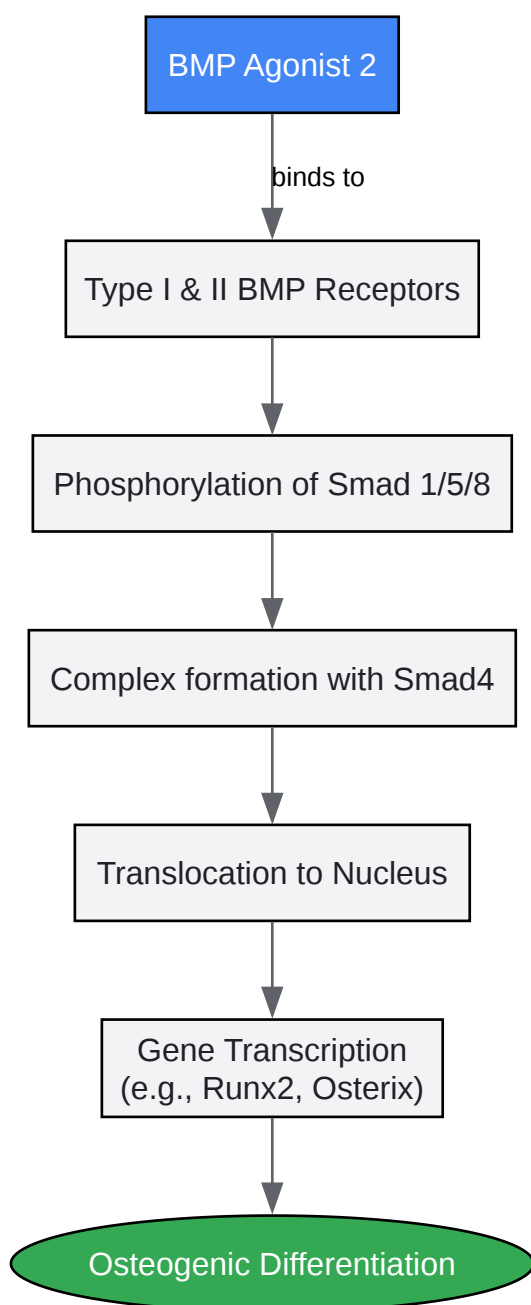 BMP Agonist 2
binds to
Type I & II BMP Receptors
Phosphorylation of Smad 1/5/8
Complex formation with Smad4
Translocation to Nucleus
Gene Transcription
(e.g., Runx2, Osterix)
Osteogenic Differentiation